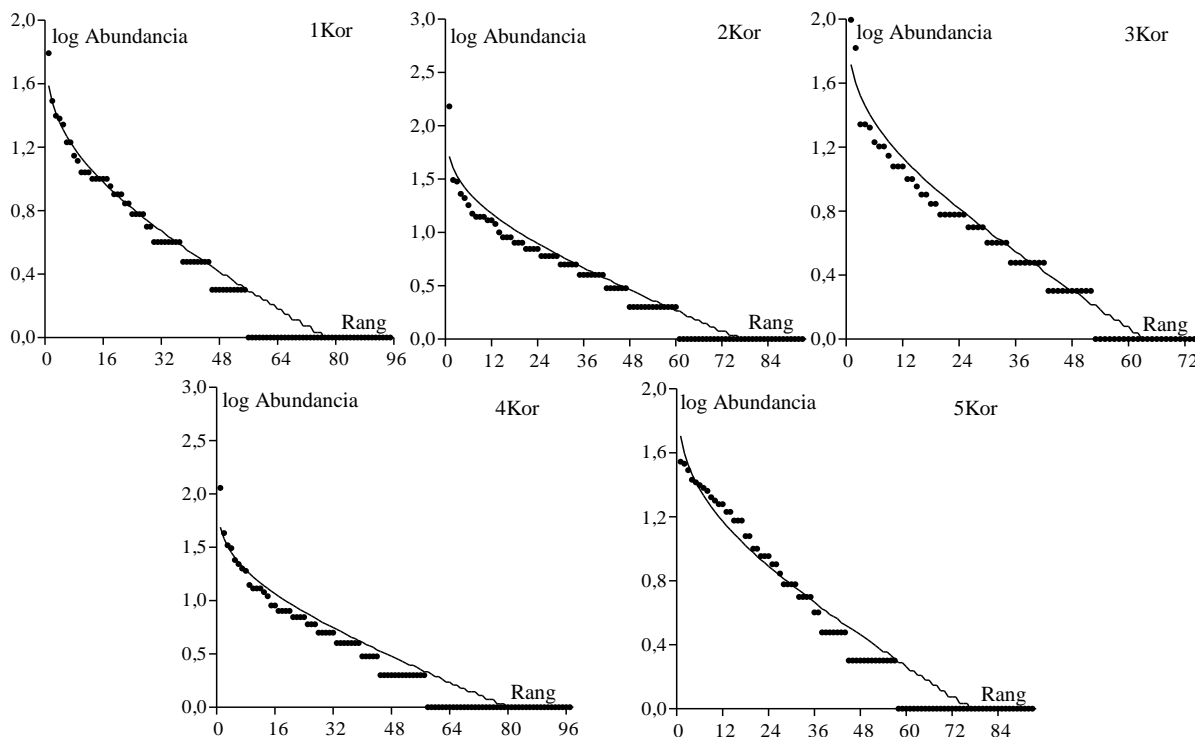 log Abundancia 1Kor
2,0
1,6
1,2
0,8
0,4
0,0
Rang
0 16 32 48 64 80 96
log Abundancia 2Kor
3,0
2,5
2,0
1,5
1,0
0,5
0,0
Rang
0 12 24 36 48 60 72 84
log Abundancia 3Kor
2,0
1,6
1,2
0,8
0,4
0,0
Rang
0 12 24 36 48 60 72
log Abundancia 4Kor
3,0
2,5
2,0
1,5
1,0
0,5
0,0
Rang
0 16 32 48 64 80 96
log Abundancia 5Kor
2,0
1,6
1,2
0,8
0,4
0,0
Rang
0 12 24 36 48 60 72 84